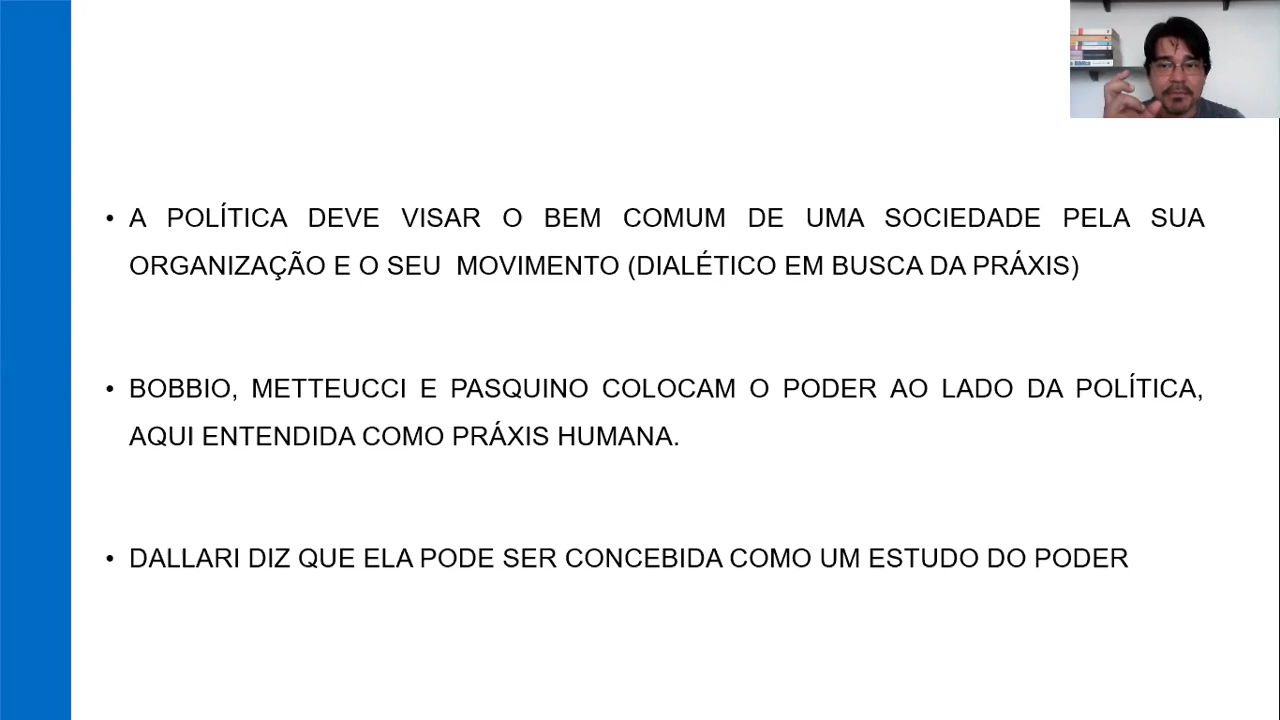 • A POLÍTICA DEVE VISAR O BEM COMUM DE UMA SOCIEDADE PELA SUA
ORGANIZAÇÃO E O SEU MOVIMENTO (DIALÉTICO EM BUSCA DA PRÁXIS)
• BOBBIO, METTEUCCI E PASQUINO COLOCAM O PODER AO LADO DA POLÍTICA,
AQUI ENTENDIDA COMO PRÁXIS HUMANA.
• DALLARI DIZ QUE ELA PODE SER CONCEBIDA COMO UM ESTUDO DO PODER